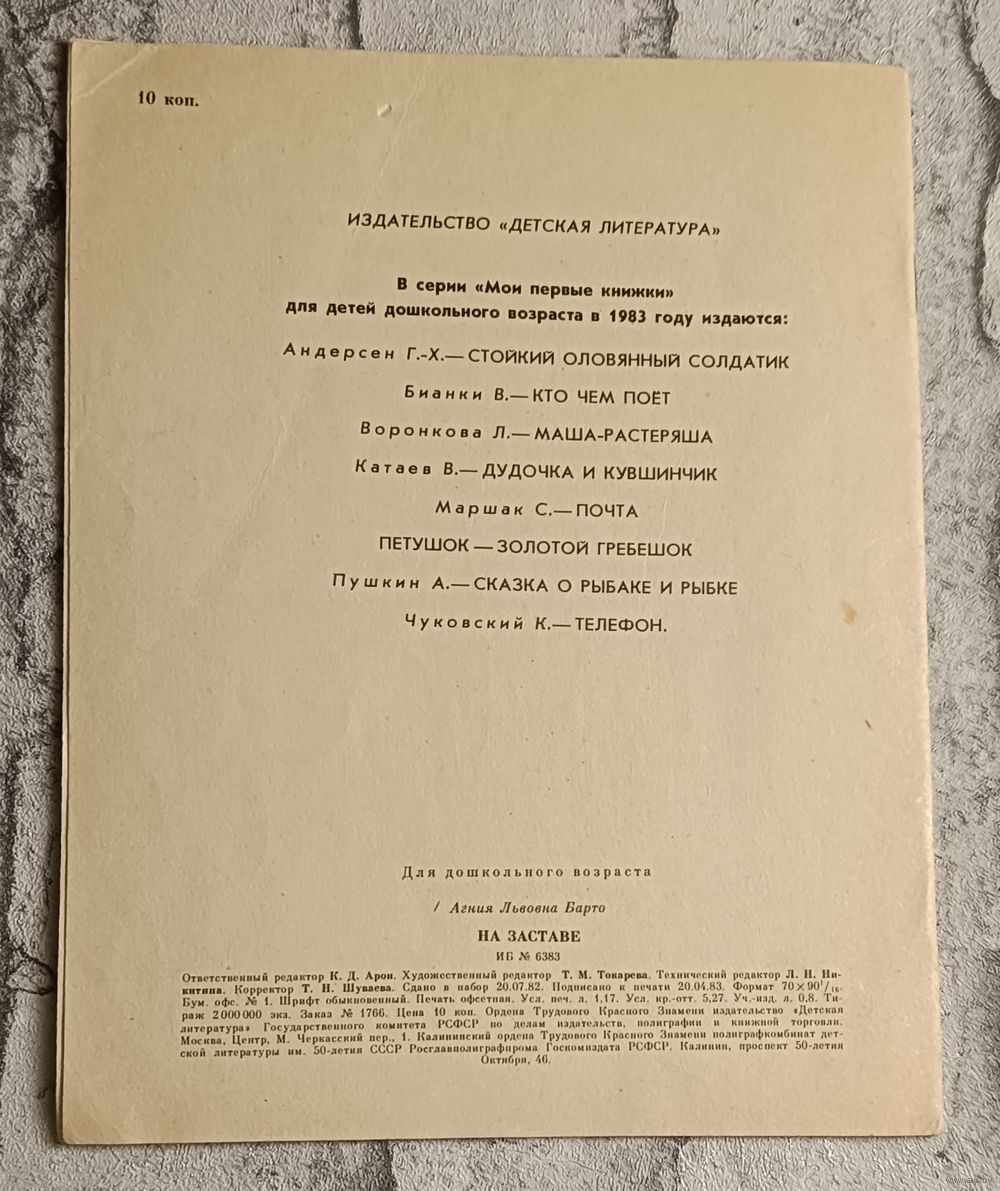 10 коп.
ИЗДАТЕЛЬСТВО «ДЕТСКАЯ ЛИТЕРАТУРА»
В серии «Мои первые книжки»
для детей дошкольного возраста в 1983 году издаются:
Андерсен Г.-Х.— СТОЙКИЙ ОЛОВЯННЫЙ СОЛДАТИК
Бианки В.— КТО ЧЕМ ПОЁТ
Воронкова Л.— МАША-РАСТЕРЯША
Катаев В.— ДУДОЧКА И КУВШИНЧИК
Маршак С.— ПОЧТА
ПЕТУШОК — ЗОЛОТОЙ ГРЕБЕШОК
Пушкин А.— СКАЗКА О РЫБАКЕ И РЫБКЕ
Чуковский К.— ТЕЛЕФОН.
Для дошкольного возраста
/ Агния Львовна Барто
НА ЗАСТАВЕ
ИБ № 6383
Ответственный редактор К. Д. Арон. Художественный редактор Т. М. Токарева. Технический редактор Л. Н. Ни-
китина. Корректор Т. Н. Шуваева. Сдано в набор 20.07.82. Подписано к печати 20.04.83. Формат 70×90¹/₁₆.
Бум. офс. № 1. Шрифт обыкновенный. Печать офсетная. Усл. печ. л. 1,17. Усл. кр.-отт. 5,27. Уч.-изд. л. 0,8. Ти-
раж 2 000 000 экз. Заказ № 1766. Цена 10 коп. Ордена Трудового Красного Знамени издательство «Детская
литература» Государственного комитета РСФСР по делам издательств, полиграфии и книжной торговли.
Москва, Центр, М. Черкасский пер., 1. Калининский ордена Трудового Красного Знамени полиграфкомбинат дет-
ской литературы им. 50-летия СССР Росглавполиграфпрома Госкомиздата РСФСР. Калинин, проспект 50-летия
Октября, 46.